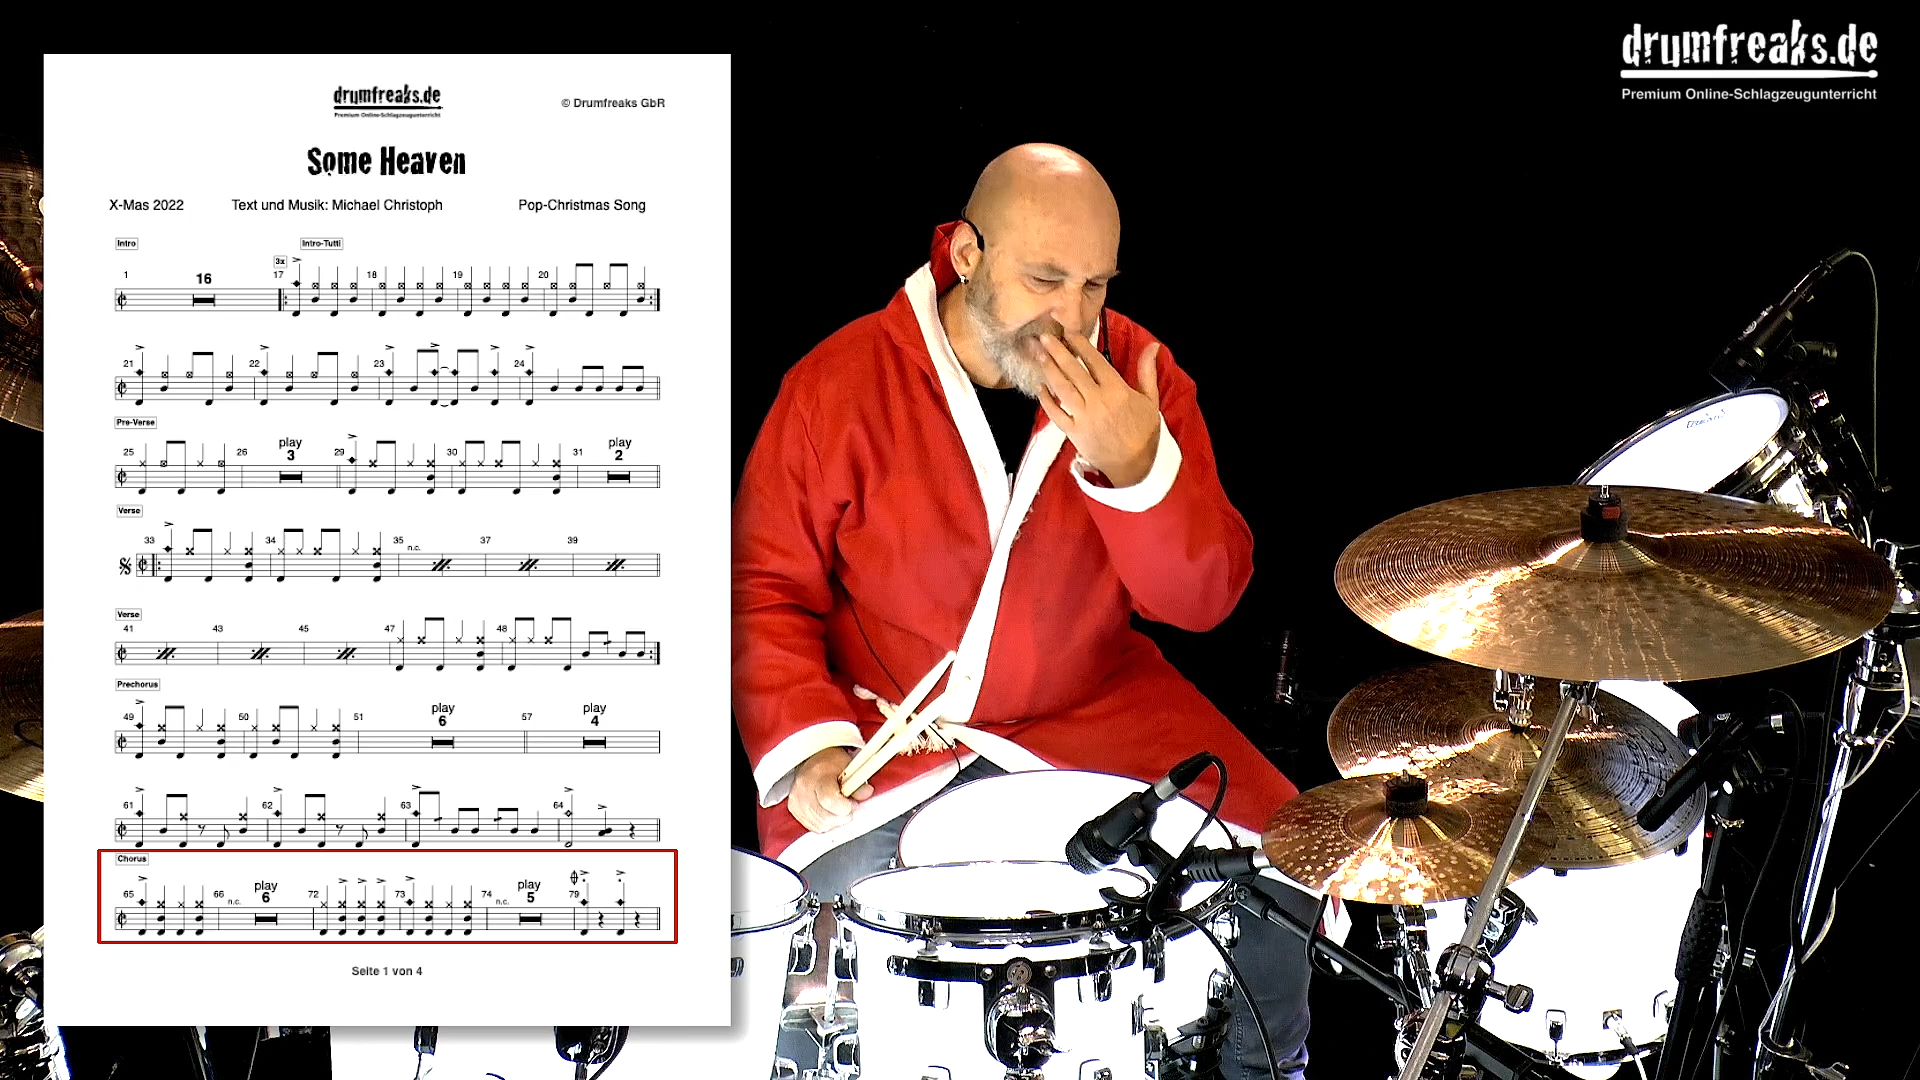 drumfreaks.de
Premium Online-Schlagzeugunterricht
drumfreaks.de
Premium Online-Schlagzeugunterricht
© Drumfreaks GbR
Some Heaven
X-Mas 2022 Text und Musik: Michael Christoph Pop-Christmas Song
Intro Intro-Tutti
1 16 3x 17 18 19 20
21 22 23 24
Pre-Verse
25 26 play 3 29 30 31 play 2
Verse
33 34 35 n.c. 37 39
Verse
41 43 45 47 48
Prechorus
49 50 51 play 6 57 play 4
61 62 63 64
Chorus
65 66 n.c. play 6 72 73 74 n.c. play 5 79
Seite 1 von 4